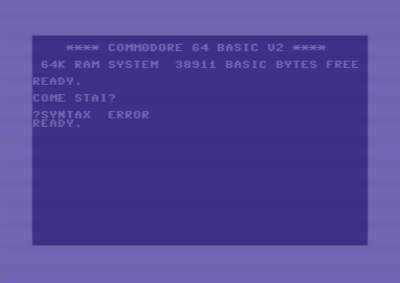 **** COMMODORE 64 BASIC V2 ****
64K RAM SYSTEM 38911 BASIC BYTES FREE
READY.
COME STAI?
?SYNTAX ERROR
READY.